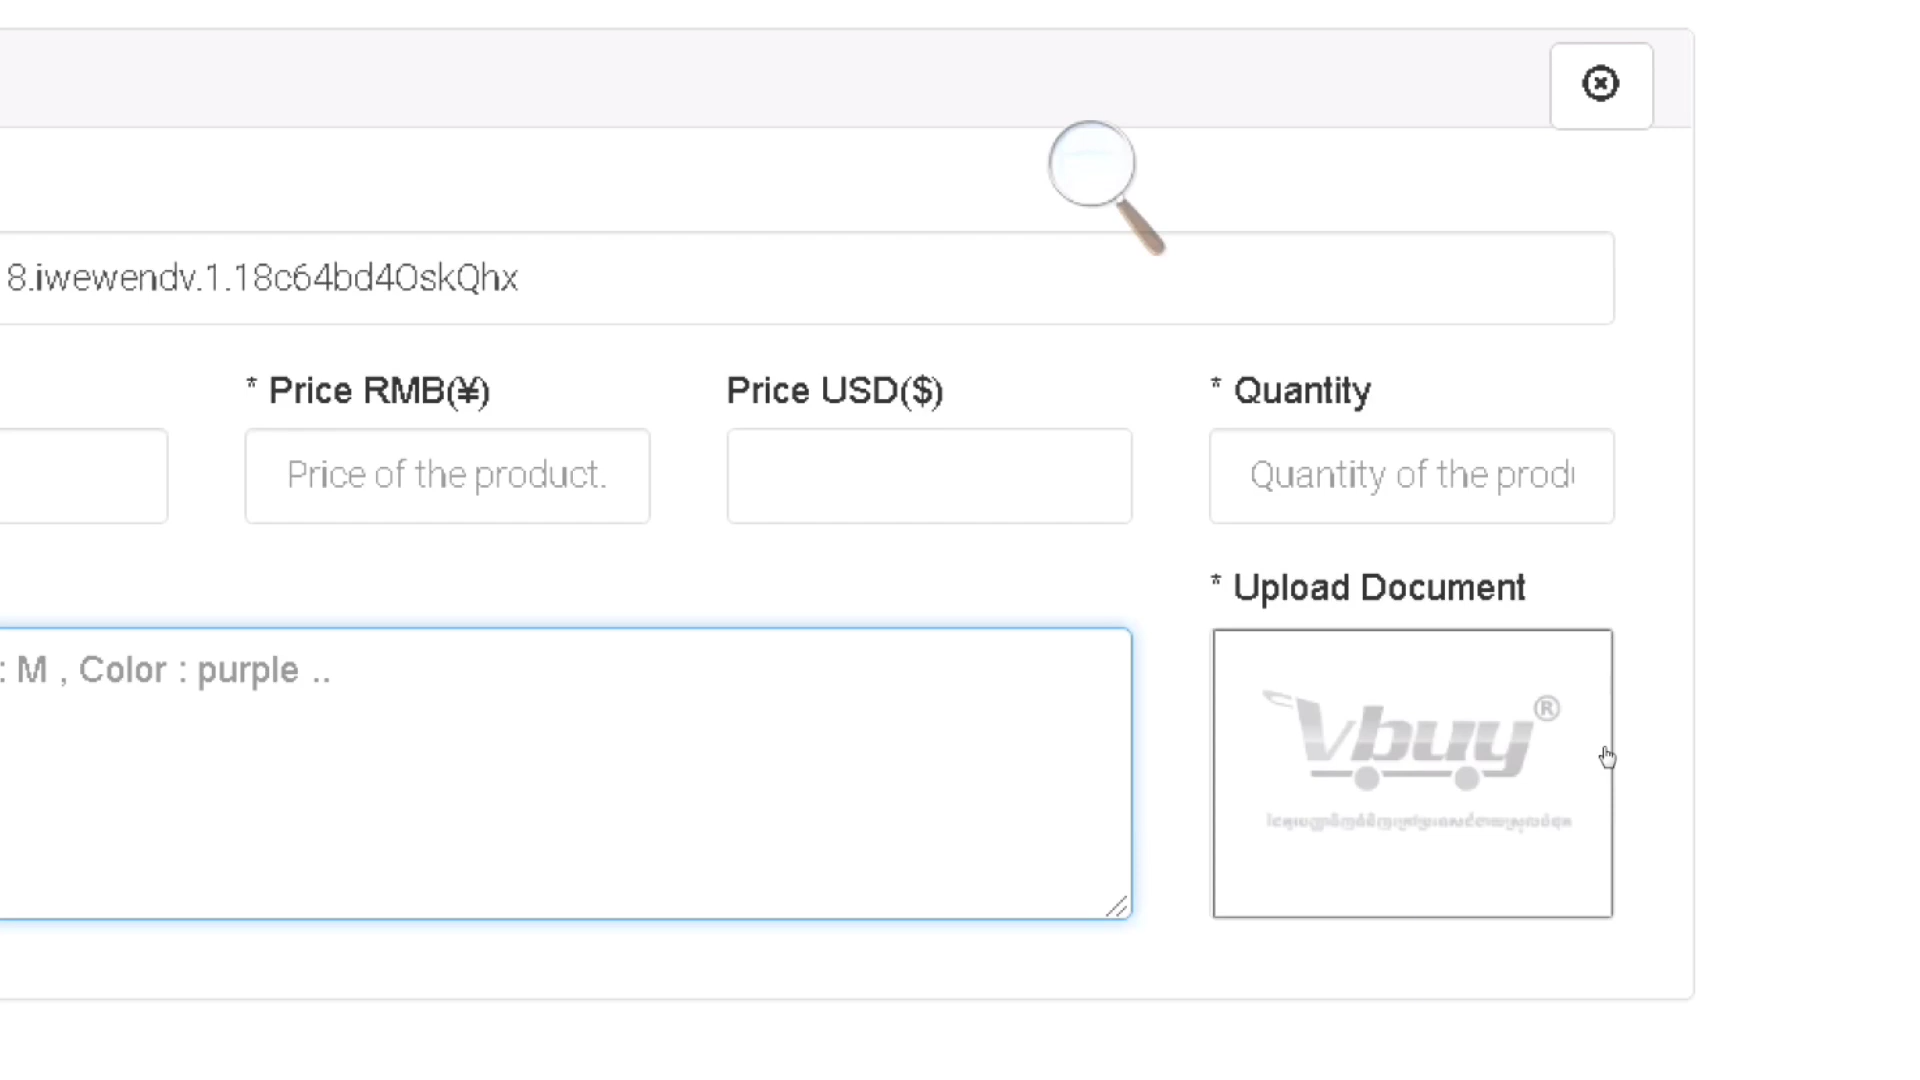 8.iwewendv.1.18c64bd4OskQhx
* Price RMB(¥)
Price USD($)
* Quantity
Price of the product.
Quantity of the prod
* Upload Document
: M , Color : purple ..
Vbuy®